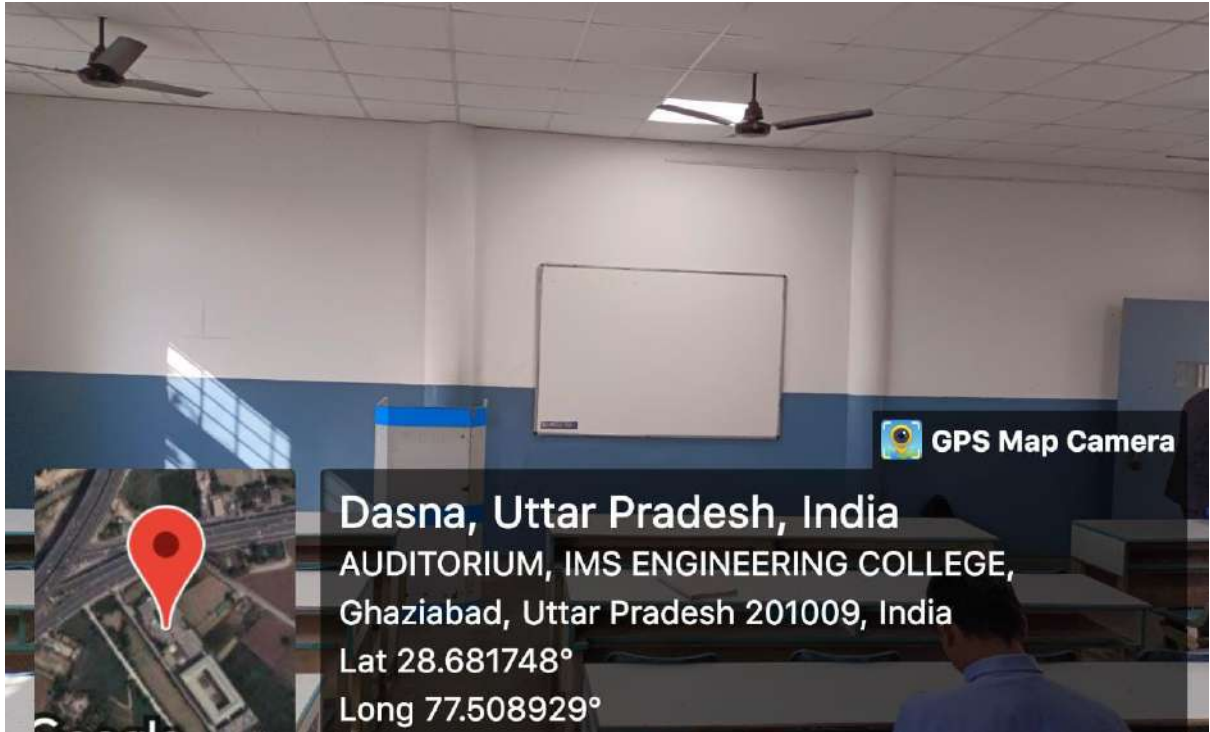 GPS Map Camera
Dasna, Uttar Pradesh, India
AUDITORIUM, IMS ENGINEERING COLLEGE,
Ghaziabad, Uttar Pradesh 201009, India
Lat 28.681748°
Long 77.508929°
Google